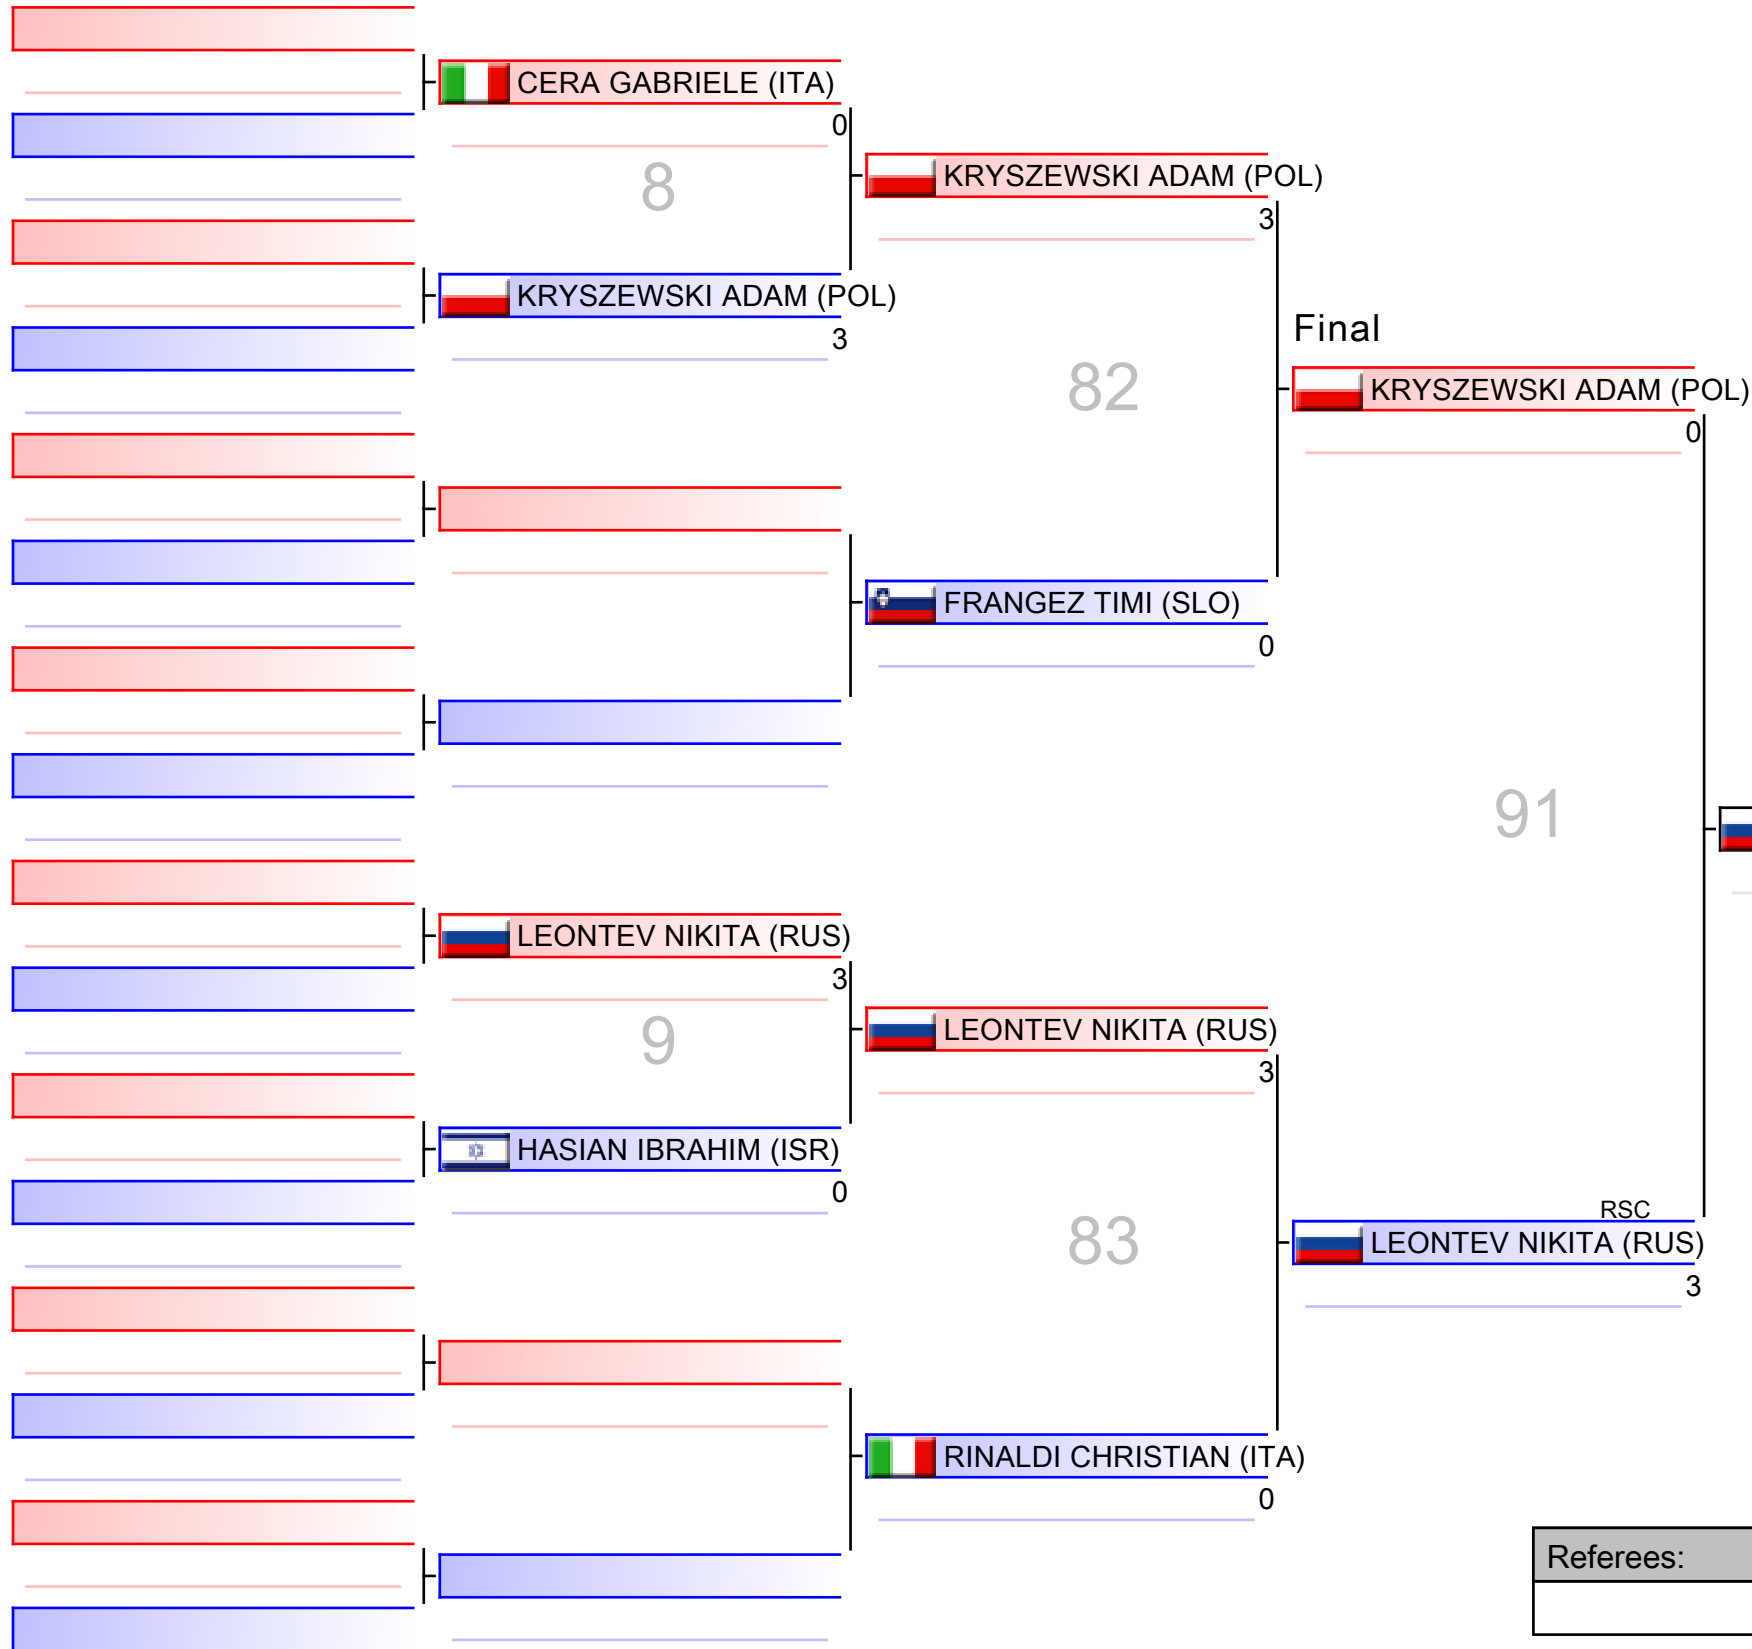 CERA GABRIELE (ITA)
0
8
KRYSZEWSKI ADAM (POL)
3
KRYSZEWSKI ADAM (POL)
3
82
FRANGEZ TIMI (SLO)
0
Final
KRYSZEWSKI ADAM (POL)
0
91
LEONTEV NIKITA (RUS)
3
9
HASIAN IBRAHIM (ISR)
0
LEONTEV NIKITA (RUS)
3
83
RINALDI CHRISTIAN (ITA)
0
RSC
LEONTEV NIKITA (RUS)
3
Referees: